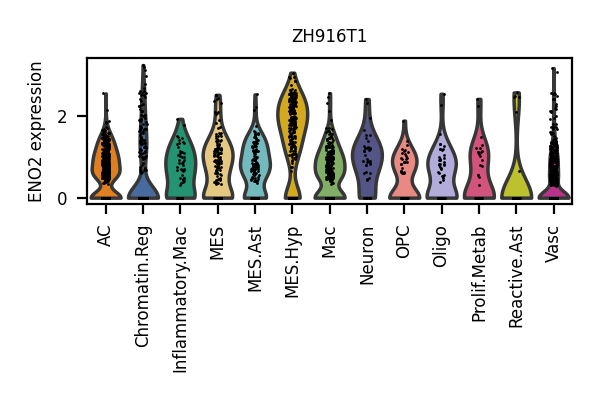 ZH916T1
ENO2 expression
2
0
AC
Chromatin.Reg
Inflammatory.Mac
MES
MES.Ast
MES.Hyp
Mac
Neuron
OPC
Oligo
Prolif.Metab
Reactive.Ast
Vasc